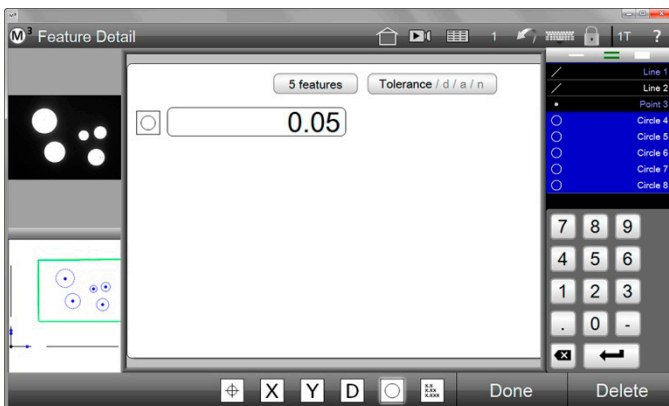 M3 Feature Detail
1
1T
?
5 features
Tolerance / d / a / n
0.05
Line 1
Line 2
Point 3
Circle 4
Circle 5
Circle 6
Circle 7
Circle 8
7 8 9
4 5 6
1 2 3
. 0 -
X Y D
x.x
x.xx
x.xxx
Done
Delete